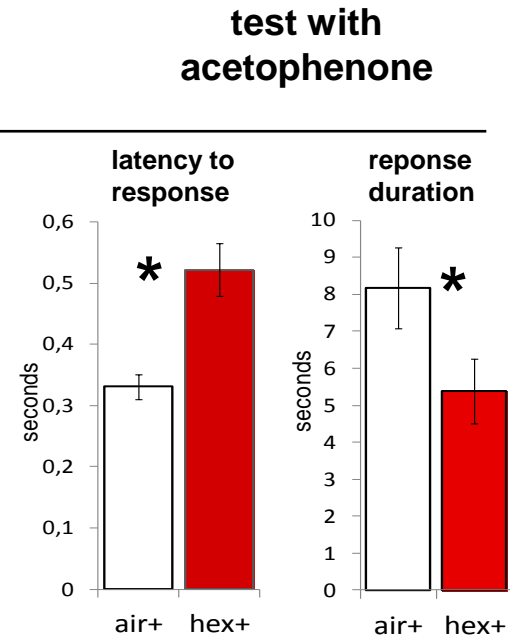 test with
acetophenone
latency to
response
reponse
duration
0,6
0,5
0,4
0,3
0,2
0,1
0
seconds
*
air+ hex+
10
9
8
7
6
5
4
3
2
1
0
seconds
*
air+ hex+